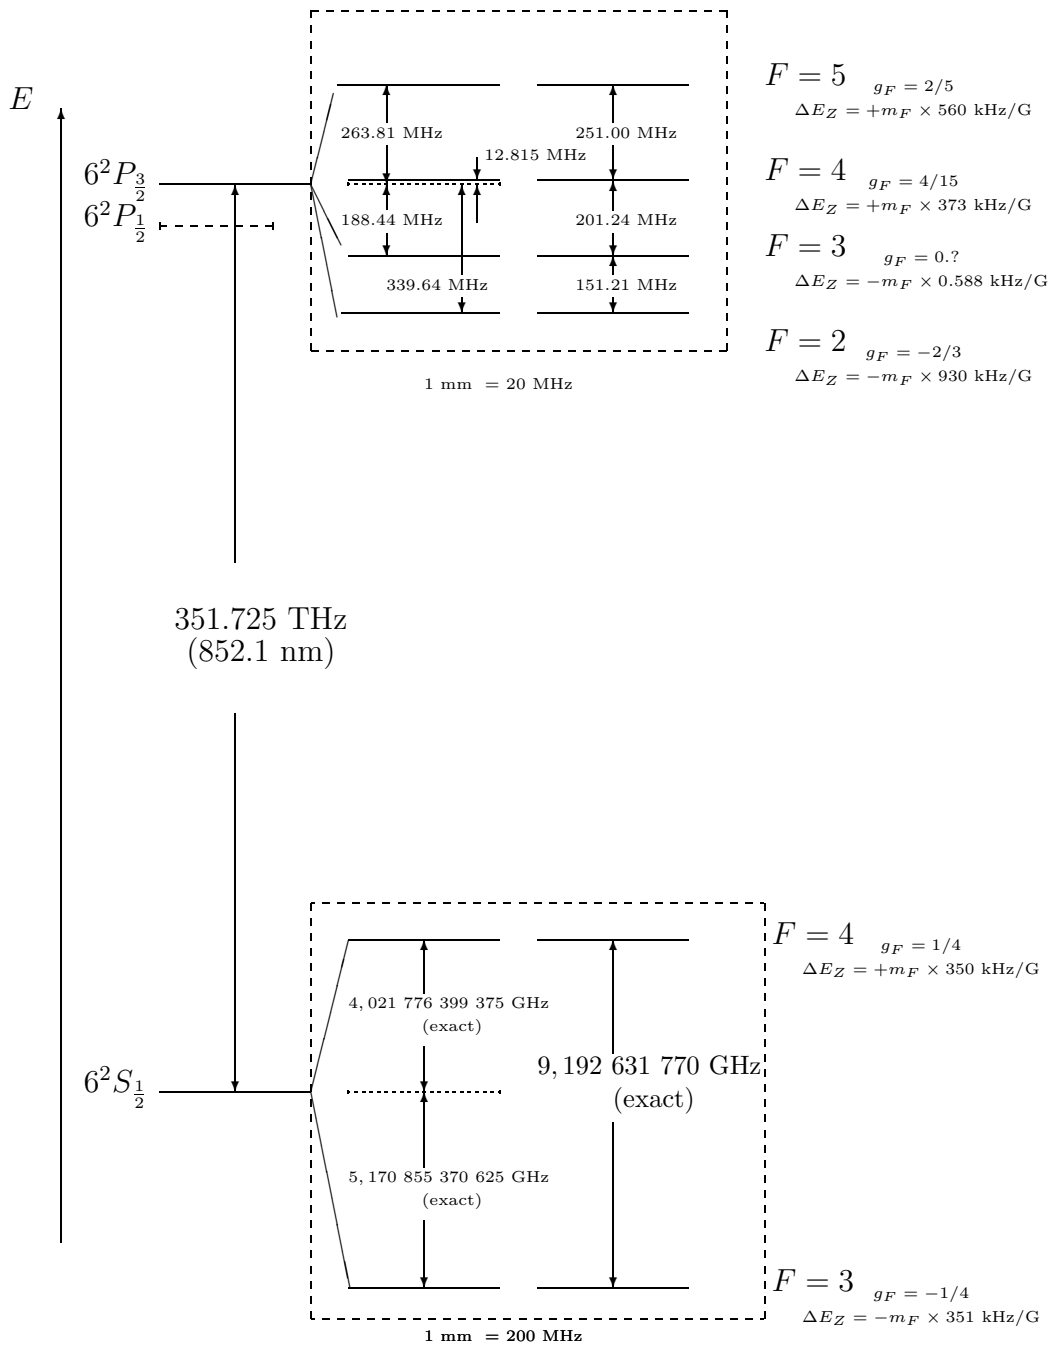 E
6²P_{3/2}
6²P_{1/2}
263.81 MHz
251.00 MHz
12.815 MHz
188.44 MHz
201.24 MHz
339.64 MHz
151.21 MHz
1 mm = 20 MHz
F = 5 g_F = 2/5
ΔE_Z = +m_F × 560 kHz/G
F = 4 g_F = 4/15
ΔE_Z = +m_F × 373 kHz/G
F = 3 g_F = 0.?
ΔE_Z = −m_F × 0.588 kHz/G
F = 2 g_F = −2/3
ΔE_Z = −m_F × 930 kHz/G
351.725 THz
(852.1 nm)
6²S_{1/2}
4, 021 776 399 375 GHz
(exact)
9, 192 631 770 GHz
(exact)
5, 170 855 370 625 GHz
(exact)
1 mm = 200 MHz
F = 4 g_F = 1/4
ΔE_Z = +m_F × 350 kHz/G
F = 3 g_F = −1/4
ΔE_Z = −m_F × 351 kHz/G